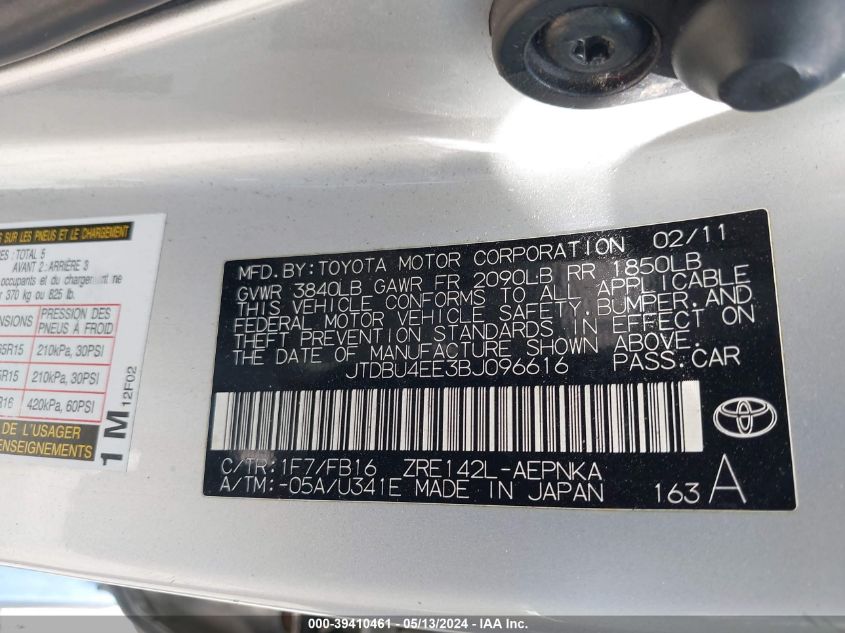 MFD. BY: TOYOTA MOTOR CORPORATION 02/11
GVWR 3840LB GAWR FR 2090LB RR 1850LB
THIS VEHICLE CONFORMS TO ALL APPLICABLE
FEDERAL MOTOR VEHICLE SAFETY, BUMPER, AND
THEFT PREVENTION STANDARDS IN EFFECT ON
THE DATE OF MANUFACTURE SHOWN ABOVE.
JTDBU4EE3BJ096616 PASS. CAR
C/TR: 1F7/FB16 ZRE142L-AEPNKA
A/TM: -05A/U341E MADE IN JAPAN 163 A
SUR LES PNEUS ET LE CHARGEMENT
: TOTAL 5
AVANT 2 : ARRIÈRE 3
occupants et du chargement ne
370 kg ou 825 lb.
PRESSION DES
PNEUS À FROID
5R15 210kPa, 30PSI
5R15 210kPa, 30PSI
R16 420kPa, 60PSI
DE L'USAGER
1 M 12F02
000-39410461 - 05/13/2024 - IAA Inc.